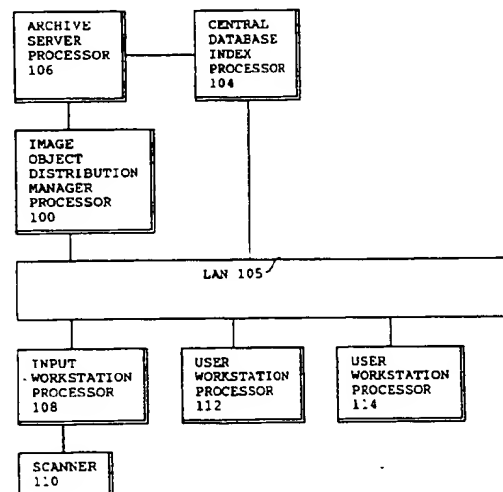 ARCHIVE
SERVER
PROCESSOR
106
CENTRAL
DATABASE
INDEX
PROCESSOR
104
IMAGE
OBJECT
DISTRIBUTION
MANAGER
PROCESSOR
100
LAN 105
INPUT
WORKSTATION
PROCESSOR
108
USER
WORKSTATION
PROCESSOR
112
USER
WORKSTATION
PROCESSOR
114
SCANNER
110